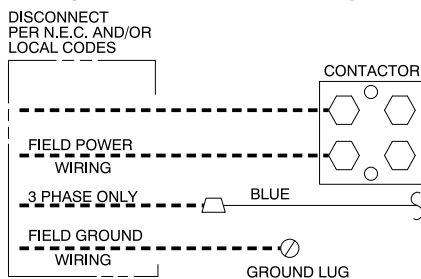 DISCONNECT
PER N.E.C. AND/OR
LOCAL CODES
CONTACTOR
FIELD POWER
WIRING
3 PHASE ONLY
BLUE
FIELD GROUND
WIRING
GROUND LUG